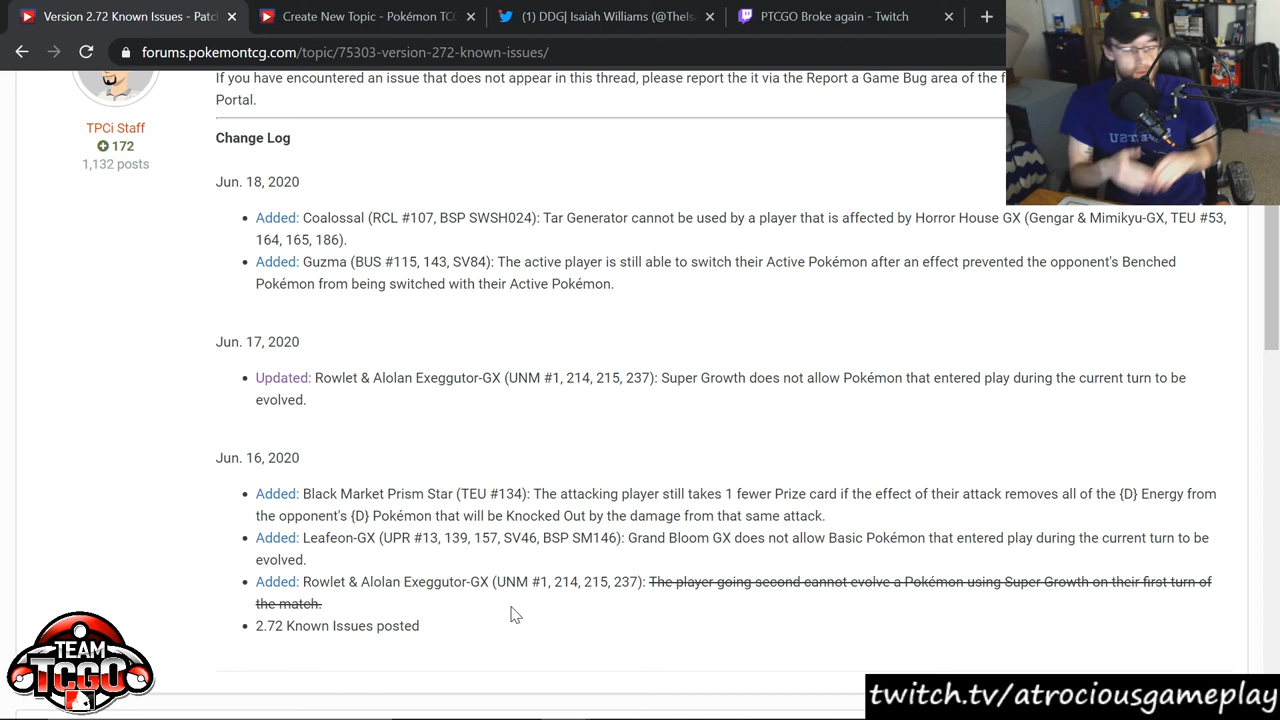 Version 2.72 Known Issues - Patc
Create New Topic - Pokémon TC
(1) DDG| Isaiah Williams (@TheIs
PTCGO Broke again - Twitch
forums.pokemontcg.com/topic/75303-version-272-known-issues/
If you have encountered an issue that does not appear in this thread, please report the it via the Report a Game Bug area of the f
Portal.
TPCi Staff
172
1,132 posts
Change Log
Jun. 18, 2020
Added: Coalossal (RCL #107, BSP SWSH024): Tar Generator cannot be used by a player that is affected by Horror House GX (Gengar & Mimikyu-GX, TEU #53,
164, 165, 186).
Added: Guzma (BUS #115, 143, SV84): The active player is still able to switch their Active Pokémon after an effect prevented the opponent's Benched
Pokémon from being switched with their Active Pokémon.
Jun. 17, 2020
Updated: Rowlet & Alolan Exeggutor-GX (UNM #1, 214, 215, 237): Super Growth does not allow Pokémon that entered play during the current turn to be
evolved.
Jun. 16, 2020
Added: Black Market Prism Star (TEU #134): The attacking player still takes 1 fewer Prize card if the effect of their attack removes all of the {D} Energy from
the opponent's {D} Pokémon that will be Knocked Out by the damage from that same attack.
Added: Leafeon-GX (UPR #13, 139, 157, SV46, BSP SM146): Grand Bloom GX does not allow Basic Pokémon that entered play during the current turn to be
evolved.
Added: Rowlet & Alolan Exeggutor-GX (UNM #1, 214, 215, 237): The player going second cannot evolve a Pokémon using Super Growth on their first turn of
the match.
2.72 Known Issues posted
TEAM
TCGO
twitch.tv/atrociousgameplay